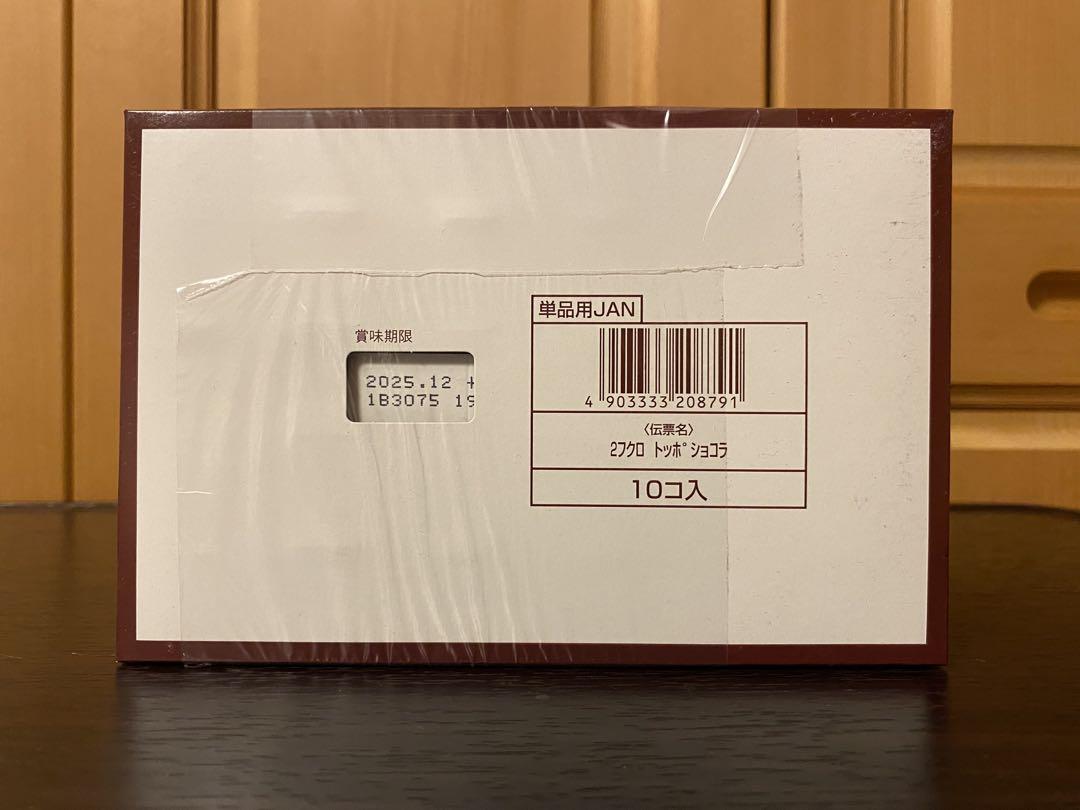 賞味期限
2025.12
1B3075 19
単品用JAN
4 903333 208791
〈伝票名〉
2フクロ トッポショコラ
10コ入